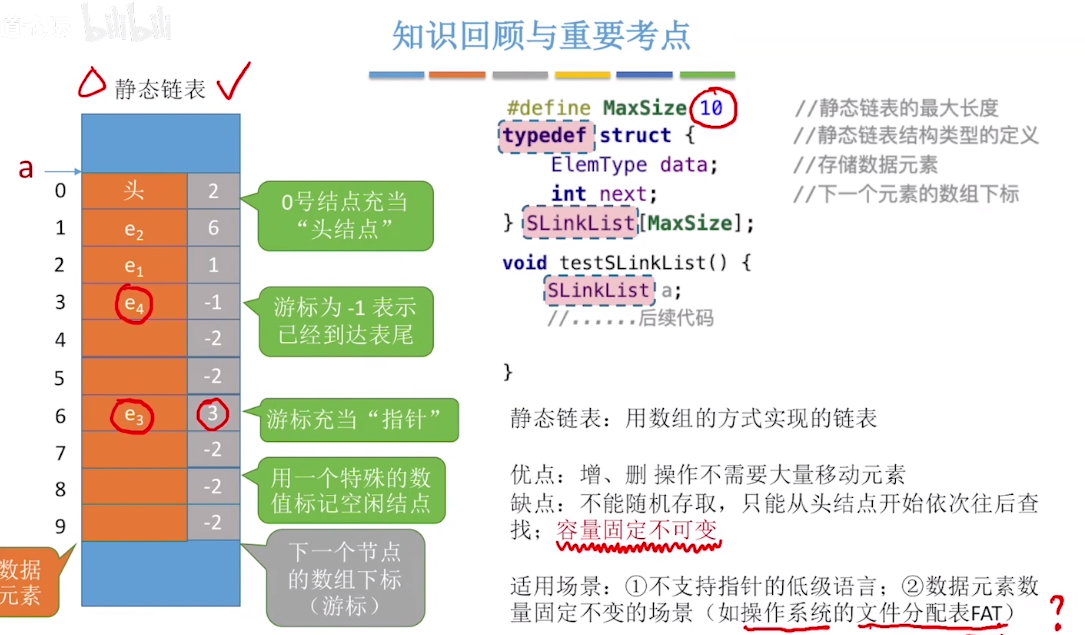 bilibili
知识回顾与重要考点
静态链表
a
0 头 2
1 e2 6
2 e1 1
3 e4 -1
4 -2
5 -2
6 e3 3
7 -2
8 -2
9 -2
0号结点充当
“头结点”
游标为 -1 表示
已经到达表尾
游标充当“指针”
用一个特殊的数
值标记空闲结点
下一个节点
的数组下标
（游标）
数据
元素
#define MaxSize 10 //静态链表的最大长度
typedef struct { //静态链表结构类型的定义
ElemType data; //存储数据元素
int next; //下一个元素的数组下标
} SLinkList[MaxSize];
void testSLinkList() {
SLinkList a;
//......后续代码
}
静态链表：用数组的方式实现的链表
优点：增、删 操作不需要大量移动元素
缺点：不能随机存取，只能从头结点开始依次往后查
找；容量固定不可变
适用场景：①不支持指针的低级语言；②数据元素数
量固定不变的场景（如操作系统的文件分配表FAT）
?